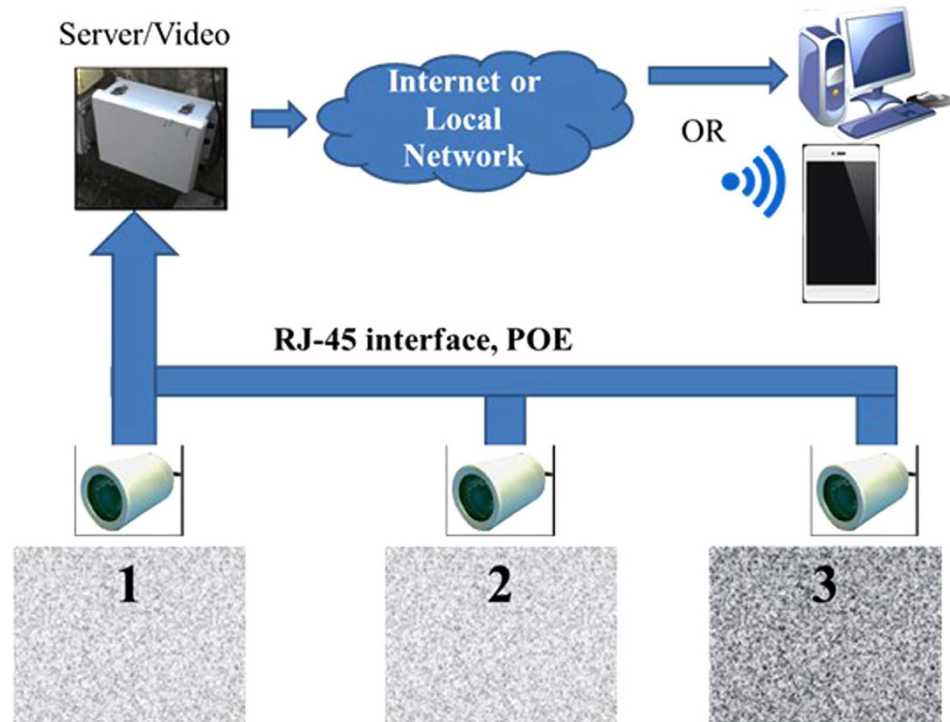 Server/Video
Internet or
Local
Network
OR
RJ-45 interface, POE
1
2
3